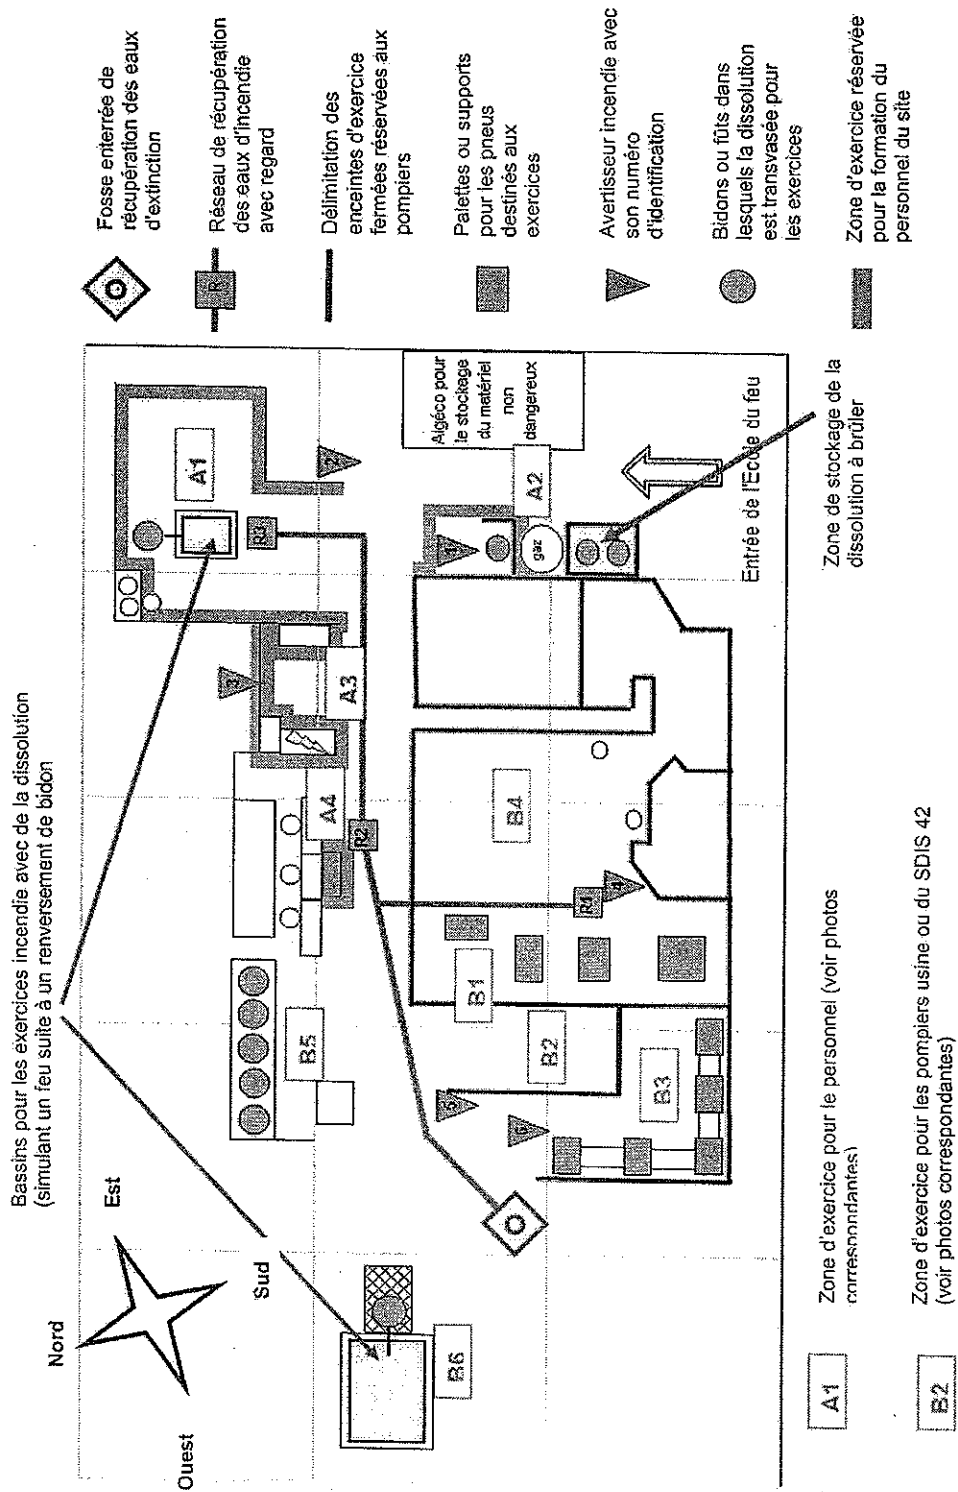 Bassins pour les exercices incendie avec de la dissolution
(simulant un feu suite à un renversement de bidon
Nord
Est
Ouest
Sud
A1
R3
2
3
A3
A4
R2
B5
B6
Algéco pour
le stockage
du matériel
non
dangereux
A2
1
gaz
Entrée de l'Ecole du feu
Zone de stockage de la
dissolution à brûler
B4
R1
4
B1
B2
B3
5
6
Fosse enterrée de
récupération des eaux
d'extinction
R
Réseau de récupération
des eaux d'incendie
avec regard
Délimitation des
enceintes d'exercice
fermées réservées aux
pompiers
Palettes ou supports
pour les pneus
destinés aux
exercices
Avertisseur incendie avec
son numéro
d'identification
Bidons ou fûts dans
lesquels la dissolution
est transvasée pour
les exercices
Zone d'exercice réservée
pour la formation du
personnel du site
A1
Zone d'exercice pour le personnel (voir photos
correspondantes)
B2
Zone d'exercice pour les pompiers usine ou du SDIS 42
(voir photos correspondantes)